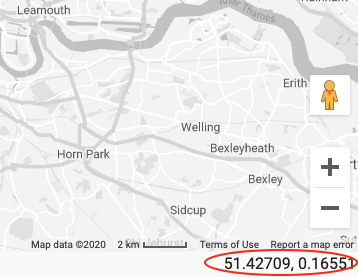 Leamouth
River Thames
Erith
Welling
Bexleyheath
Horn Park
Bexley
Sidcup
Map data ©2020 2 km Terms of Use Report a map error
51.42709, 0.16551